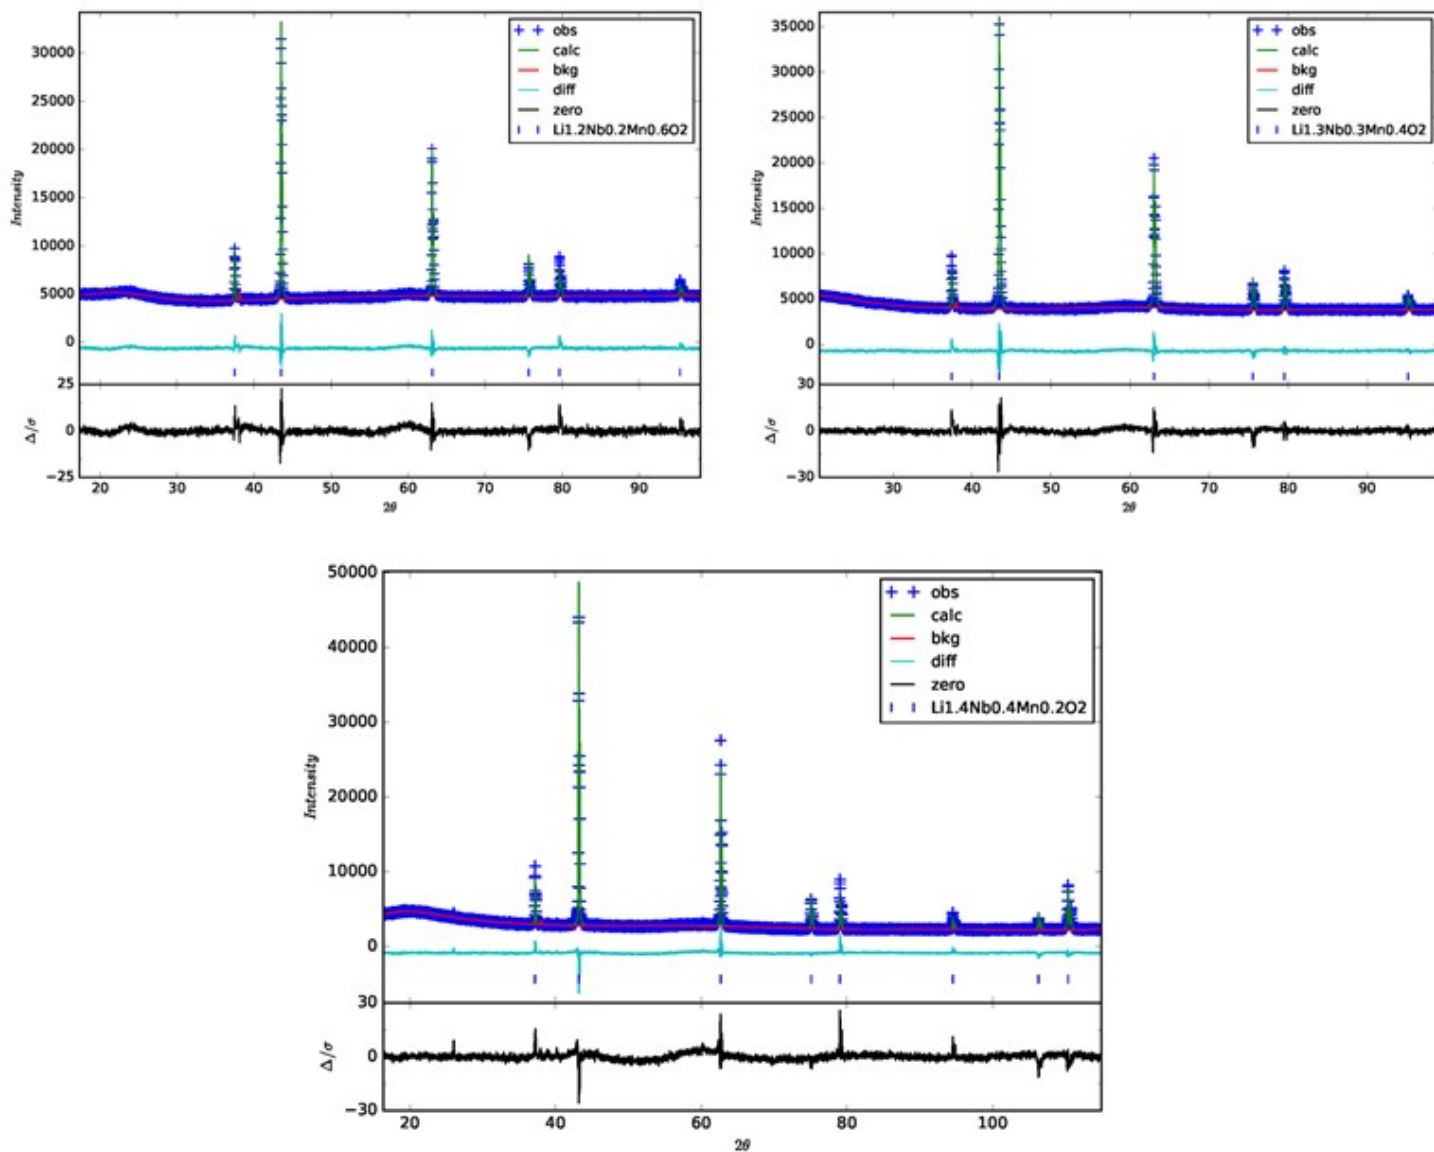 obs
calc
bkg
diff
zero
Li1.2Nb0.2Mn0.6O2
30000
25000
20000
15000
10000
5000
0
Intensity
25
0
−25
Δ/σ
20 30 40 50 60 70 80 90
2θ
obs
calc
bkg
diff
zero
Li1.3Nb0.3Mn0.4O2
35000
30000
25000
20000
15000
10000
5000
0
Intensity
30
0
−30
Δ/σ
30 40 50 60 70 80 90
2θ
obs
calc
bkg
diff
zero
Li1.4Nb0.4Mn0.2O2
50000
40000
30000
20000
10000
0
Intensity
30
0
−30
Δ/σ
20 40 60 80 100
2θ